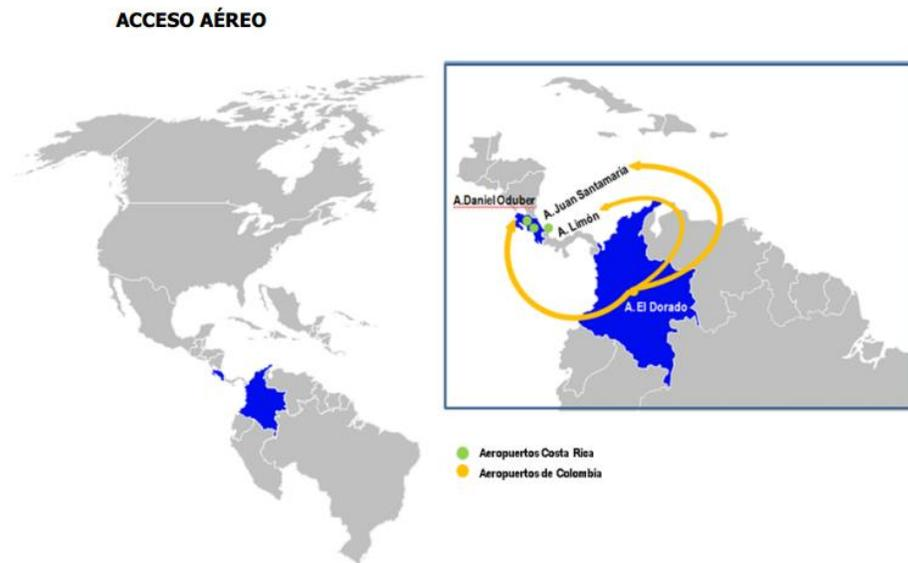 ACCESO AÉREO
A.Daniel Oduber
A. Juan Santamaría
A. Limón
A. El Dorado
Aeropuertos Costa Rica
Aeropuertos de Colombia